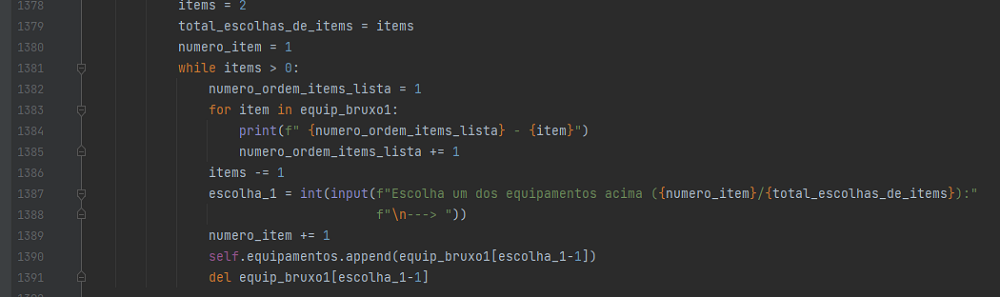 1378 items = 2
1379 total_escolhas_de_items = items
1380 numero_item = 1
1381 while items > 0:
1382 numero_ordem_items_lista = 1
1383 for item in equip_bruxo1:
1384 print(f" {numero_ordem_items_lista} - {item}")
1385 numero_ordem_items_lista += 1
1386 items -= 1
1387 escolha_1 = int(input(f"Escolha um dos equipamentos acima ({numero_item}/{total_escolhas_de_items}):"
1388 f"\n---> "))
1389 numero_item += 1
1390 self.equipamentos.append(equip_bruxo1[escolha_1-1])
1391 del equip_bruxo1[escolha_1-1]